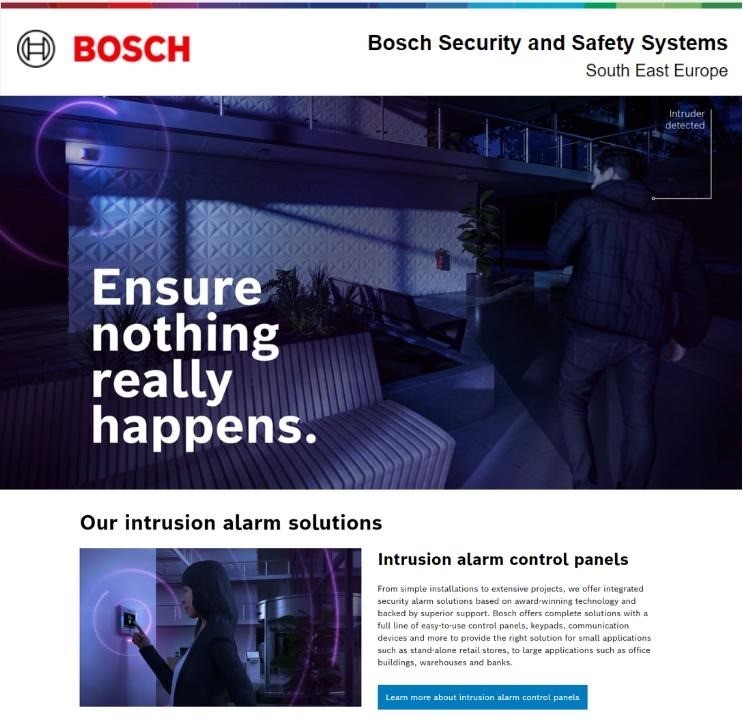 BOSCH
Bosch Security and Safety Systems
South East Europe
Intruder
detected
Ensure
nothing
really
happens.
Our intrusion alarm solutions
Intrusion alarm control panels
From simple installations to extensive projects, we offer integrated
security alarm solutions based on award-winning technology and
backed by superior support. Bosch offers complete solutions with a
full line of easy-to-use control panels, keypads, communication
devices and more to provide the right solution for small applications
such as stand-alone retail stores, to large applications such as office
buildings, warehouses and banks.
Learn more about intrusion alarm control panels